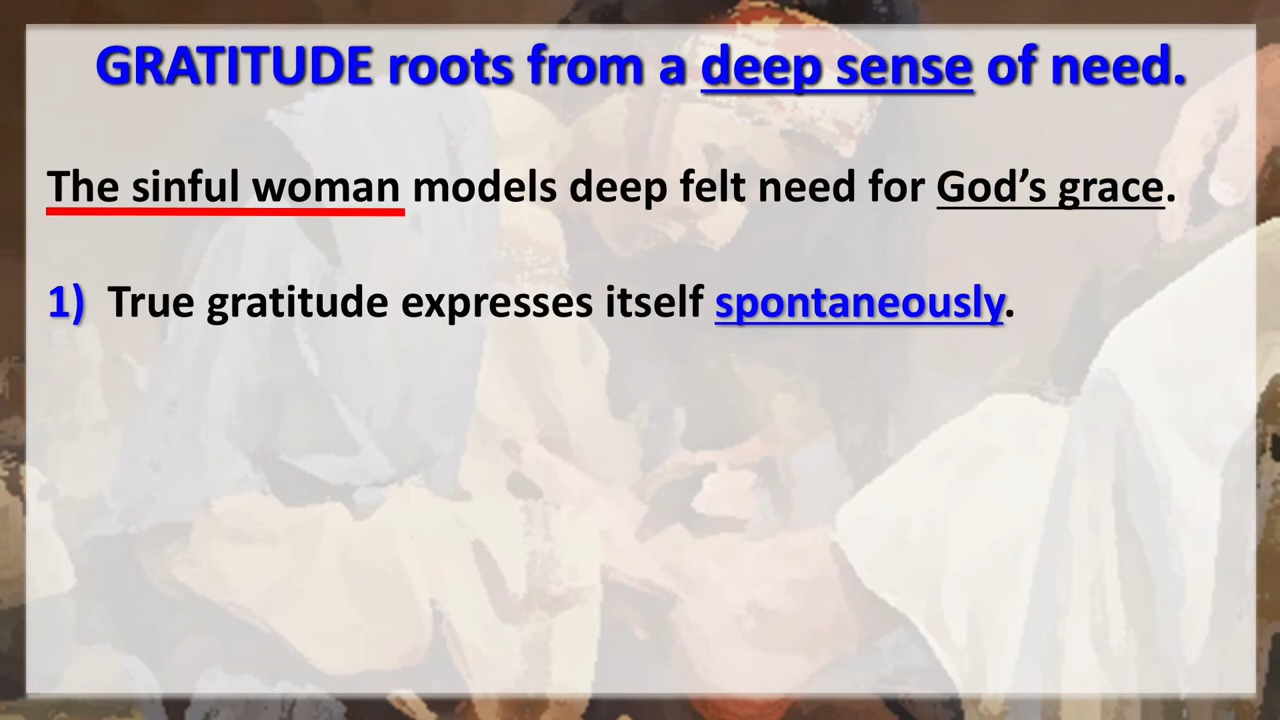 GRATITUDE roots from a deep sense of need.
The sinful woman models deep felt need for God’s grace.
1) True gratitude expresses itself spontaneously.